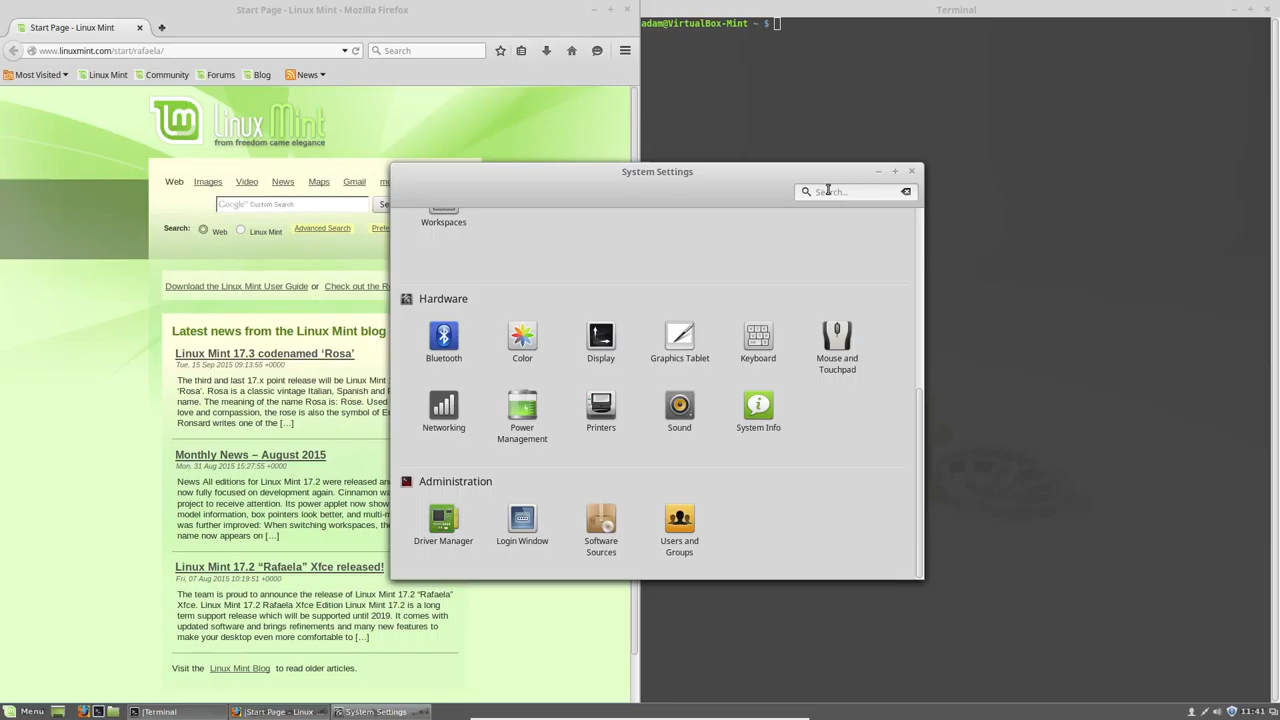 Start Page - Linux Mint - Mozilla Firefox
Start Page - Linux Mint
www.linuxmint.com/start/rafaela/
Search
Most Visited
Linux Mint
Community
Forums
Blog
News
Linux Mint
from freedom came elegance
Web Images Video News Maps Gmail
Google Custom Search
Search: Web Linux Mint Advanced Search
Download the Linux Mint User Guide or Check out the
Latest news from the Linux Mint blog
Linux Mint 17.3 codenamed ‘Rosa’
Tue, 15 Sep 2015 09:13:55 +0000
The third and last 17.x point release will be Linux Mint
‘Rosa’. Rosa is a classic vintage Italian, Spanish and
name. The meaning of the name Rosa is: Rose. Used
love and compassion, the rose is also the symbol of
Ronsard writes one of the […]
Monthly News – August 2015
Mon, 31 Aug 2015 15:27:55 +0000
News All editions for Linux Mint 17.2 were released and
now fully focused on development again. Cinnamon
project to receive attention. Its power applet now show
model information, box pointers look better, and
was further improved: When switching workspaces,
name now appears on […]
Linux Mint 17.2 “Rafaela” Xfce released!
Fri, 07 Aug 2015 10:19:51 +0000
The team is proud to announce the release of Linux Mint 17.2 “Rafaela”
Xfce. Linux Mint 17.2 Rafaela Xfce Edition Linux Mint 17.2 is a long
term support release which will be supported until 2019. It comes with
updated software and brings refinements and many new features to
make your desktop even more comfortable to […]
Visit the Linux Mint Blog to read older articles.
Terminal
adam@VirtualBox-Mint ~ $
System Settings
Search...
Workspaces
Hardware
Bluetooth
Color
Display
Graphics Tablet
Keyboard
Mouse and
Touchpad
Networking
Power
Management
Printers
Sound
System Info
Administration
Driver Manager
Login Window
Software
Sources
Users and
Groups
Menu
[Terminal
[Start Page - Linux
System Settings
11:41